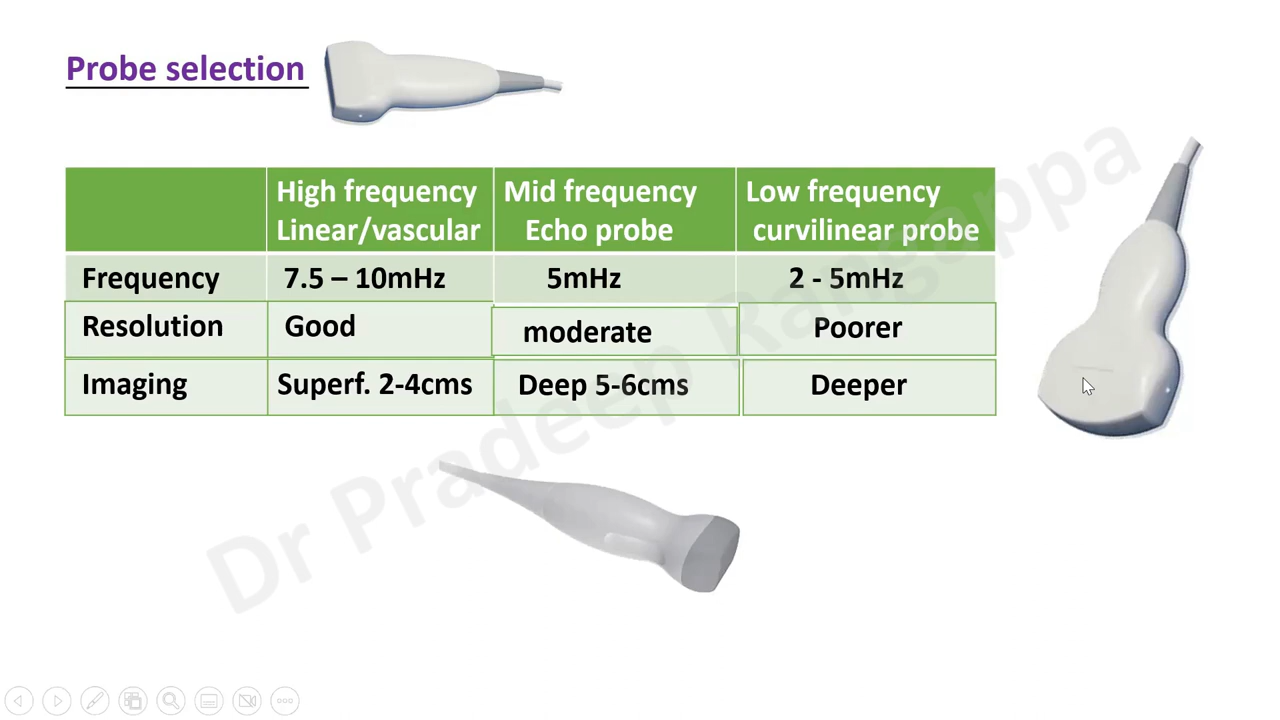 Probe selection
High frequency Mid frequency Low frequency
Linear/vascular Echo probe curvilinear probe
Frequency 7.5 – 10mHz 5mHz 2 - 5mHz
Resolution Good moderate Poorer
Imaging Superf. 2-4cms Deep 5-6cms Deeper
Dr Pradeep Rangappa